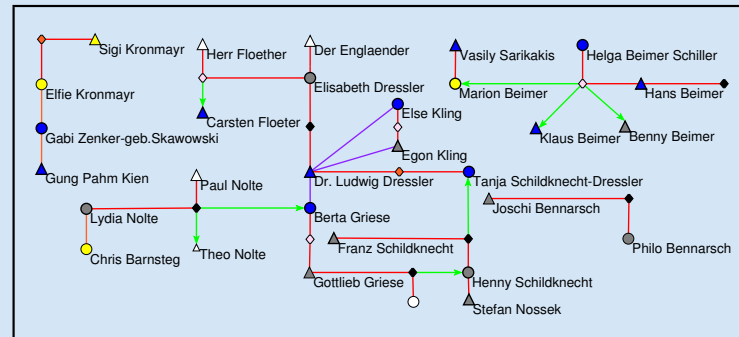 Sigi Kronmayr
Herr Floether
Der Englaender
Vasily Sarikakis
Helga Beimer Schiller
Elfie Kronmayr
Elisabeth Dressler
Marion Beimer
Hans Beimer
Else Kling
Carsten Floeter
Gabi Zenker-geb.Skawowski
Klaus Beimer
Benny Beimer
Egon Kling
Gung Pahm Kien
Paul Nolte
Dr. Ludwig Dressler
Tanja Schildknecht-Dressler
Joschi Bennarsch
Lydia Nolte
Berta Griese
Theo Nolte
Franz Schildknecht
Philo Bennarsch
Chris Barnsteg
Gottlieb Griese
Henny Schildknecht
Stefan Nossek